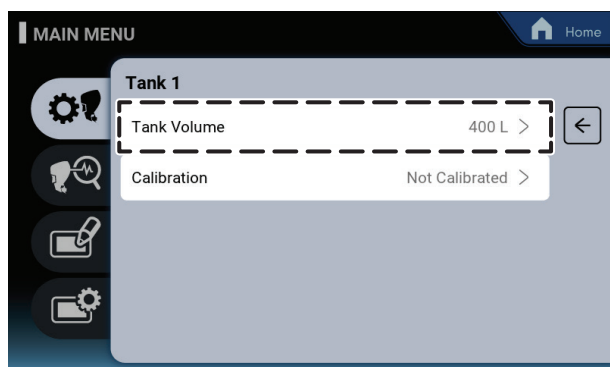 MAIN MENU
Home
Tank 1
Tank Volume 400 L >
Calibration Not Calibrated >